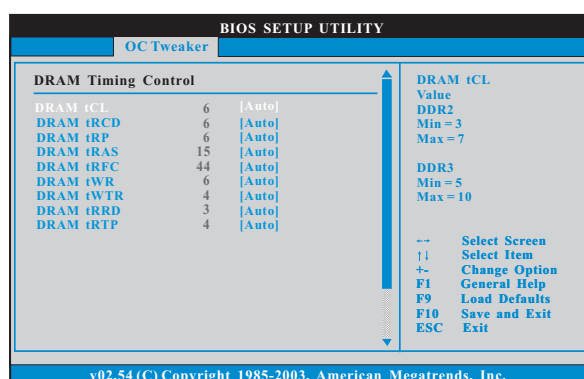 BIOS SETUP UTILITY
OC Tweaker
DRAM Timing Control
DRAM tCL 6 [Auto]
DRAM tRCD 6 [Auto]
DRAM tRP 6 [Auto]
DRAM tRAS 15 [Auto]
DRAM tRFC 44 [Auto]
DRAM tWR 6 [Auto]
DRAM tWTR 4 [Auto]
DRAM tRRD 3 [Auto]
DRAM tRTP 4 [Auto]
DRAM tCL
Value
DDR2
Min = 3
Max = 7
DDR3
Min = 5
Max = 10
←→ Select Screen
↑↓ Select Item
+- Change Option
F1 General Help
F9 Load Defaults
F10 Save and Exit
ESC Exit
v02.54 (C) Copyright 1985-2003, American Megatrends, Inc.